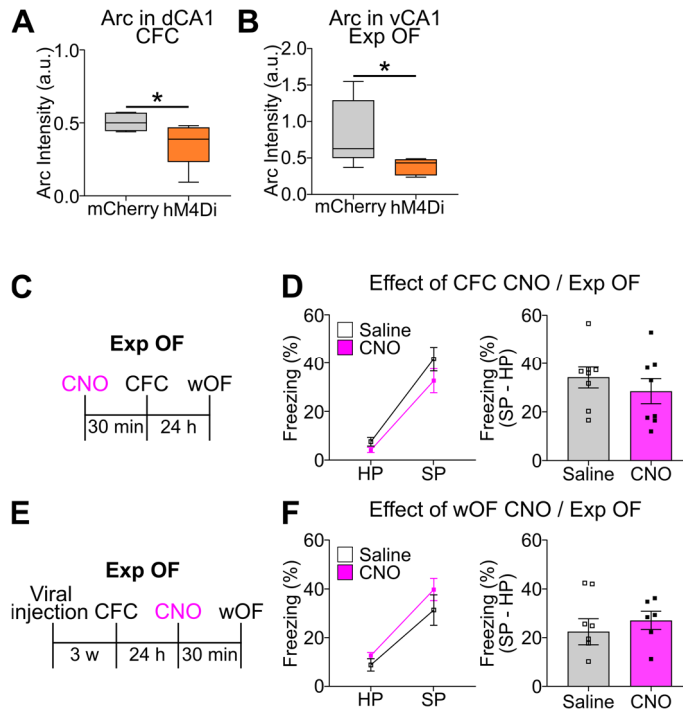 A
Arc in dCA1
CFC
Arc Intensity (a.u.)
1.0
0.5
0.0
*
mCherry hM4Di
B
Arc in vCA1
Exp OF
Arc Intensity (a.u.)
2.0
1.5
1.0
0.5
0.0
*
mCherry hM4Di
C
Exp OF
CNO CFC wOF
30 min 24 h
D
Effect of CFC CNO / Exp OF
Freezing (%)
60
40
20
0
Saline
CNO
HP SP
Freezing (%)
(SP - HP)
60
40
20
0
Saline CNO
E
Exp OF
Viral
injection CFC CNO wOF
3 w 24 h 30 min
F
Effect of wOF CNO / Exp OF
Freezing (%)
60
40
20
0
Saline
CNO
HP SP
Freezing (%)
(SP - HP)
60
40
20
0
Saline CNO